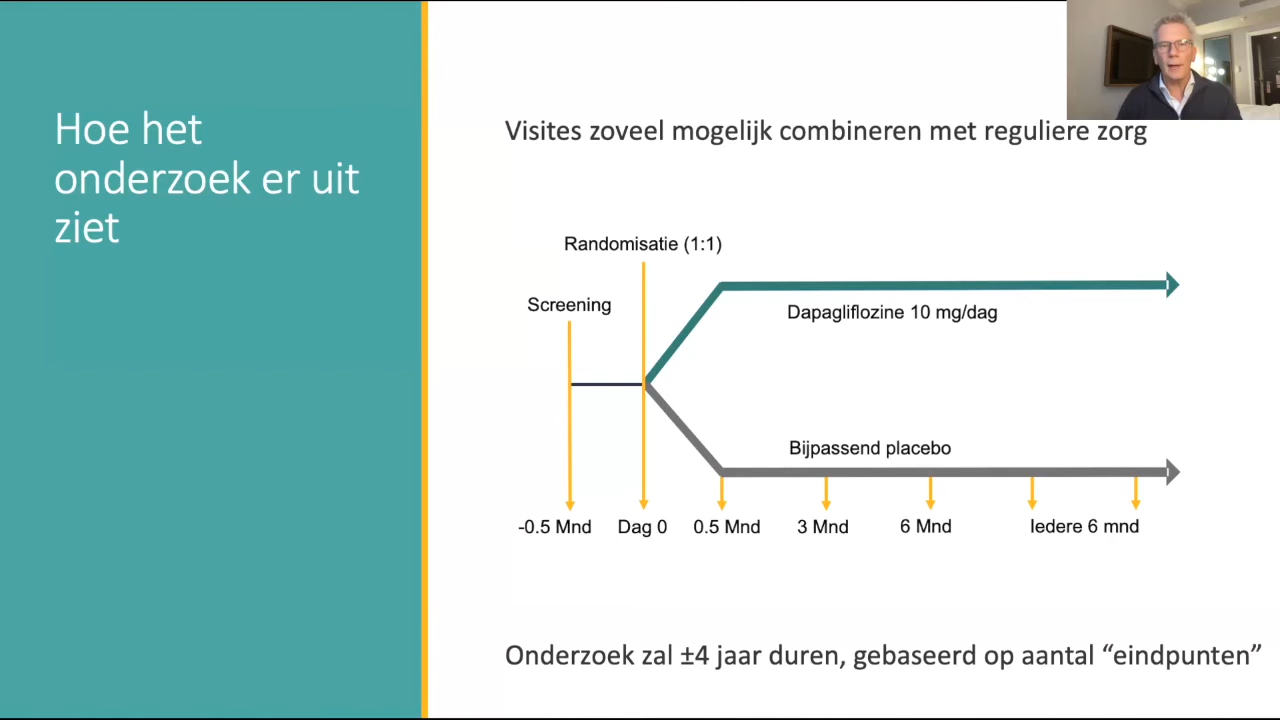 Hoe het
onderzoek er uit
ziet
Visites zoveel mogelijk combineren met reguliere zorg
Randomisatie (1:1)
Screening
Dapagliflozine 10 mg/dag
Bijpassend placebo
-0.5 Mnd
Dag 0
0.5 Mnd
3 Mnd
6 Mnd
Iedere 6 mnd
Onderzoek zal ±4 jaar duren, gebaseerd op aantal “eindpunten”